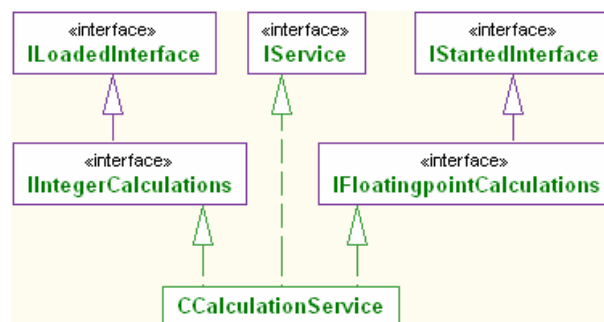 «interface»
ILoadedInterface
«interface»
IService
«interface»
IStartedInterface
«interface»
IIntegerCalculations
«interface»
IFloatingpointCalculations
CCalculationService